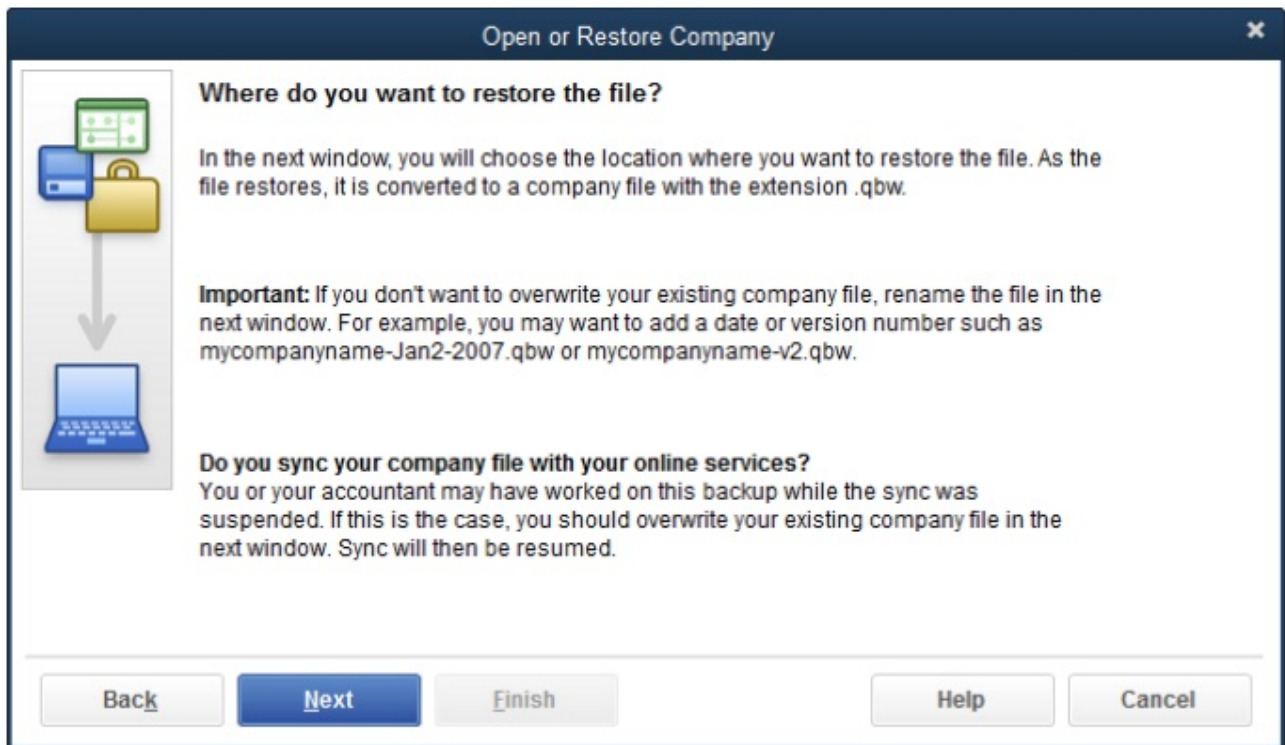 Open or Restore Company
Where do you want to restore the file?
In the next window, you will choose the location where you want to restore the file. As the
file restores, it is converted to a company file with the extension .qbw.
Important: If you don't want to overwrite your existing company file, rename the file in the
next window. For example, you may want to add a date or version number such as
mycompanyname-Jan2-2007.qbw or mycompanyname-v2.qbw.
Do you sync your company file with your online services?
You or your accountant may have worked on this backup while the sync was
suspended. If this is the case, you should overwrite your existing company file in the
next window. Sync will then be resumed.
Back Next Finish Help Cancel